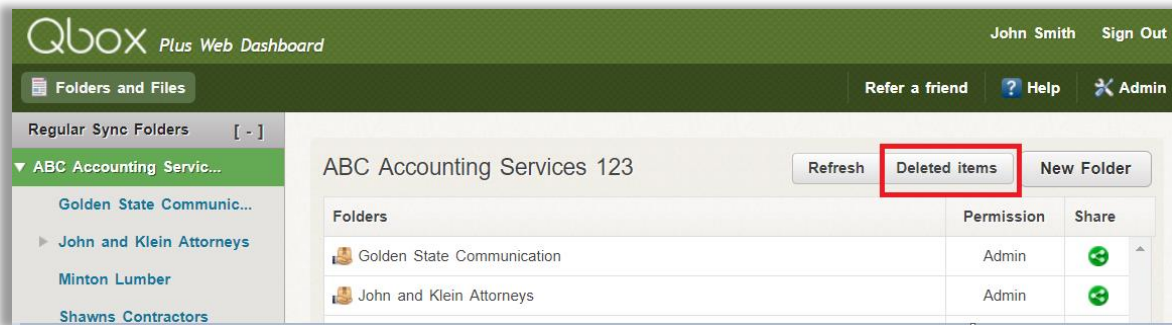 Qbox Plus Web Dashboard
John Smith Sign Out
Folders and Files
Refer a friend ? Help Admin
Regular Sync Folders [ - ]
ABC Accounting Servic...
Golden State Communic...
John and Klein Attorneys
Minton Lumber
Shawns Contractors
ABC Accounting Services 123
Refresh Deleted items New Folder
Folders Permission Share
Golden State Communication Admin
John and Klein Attorneys Admin